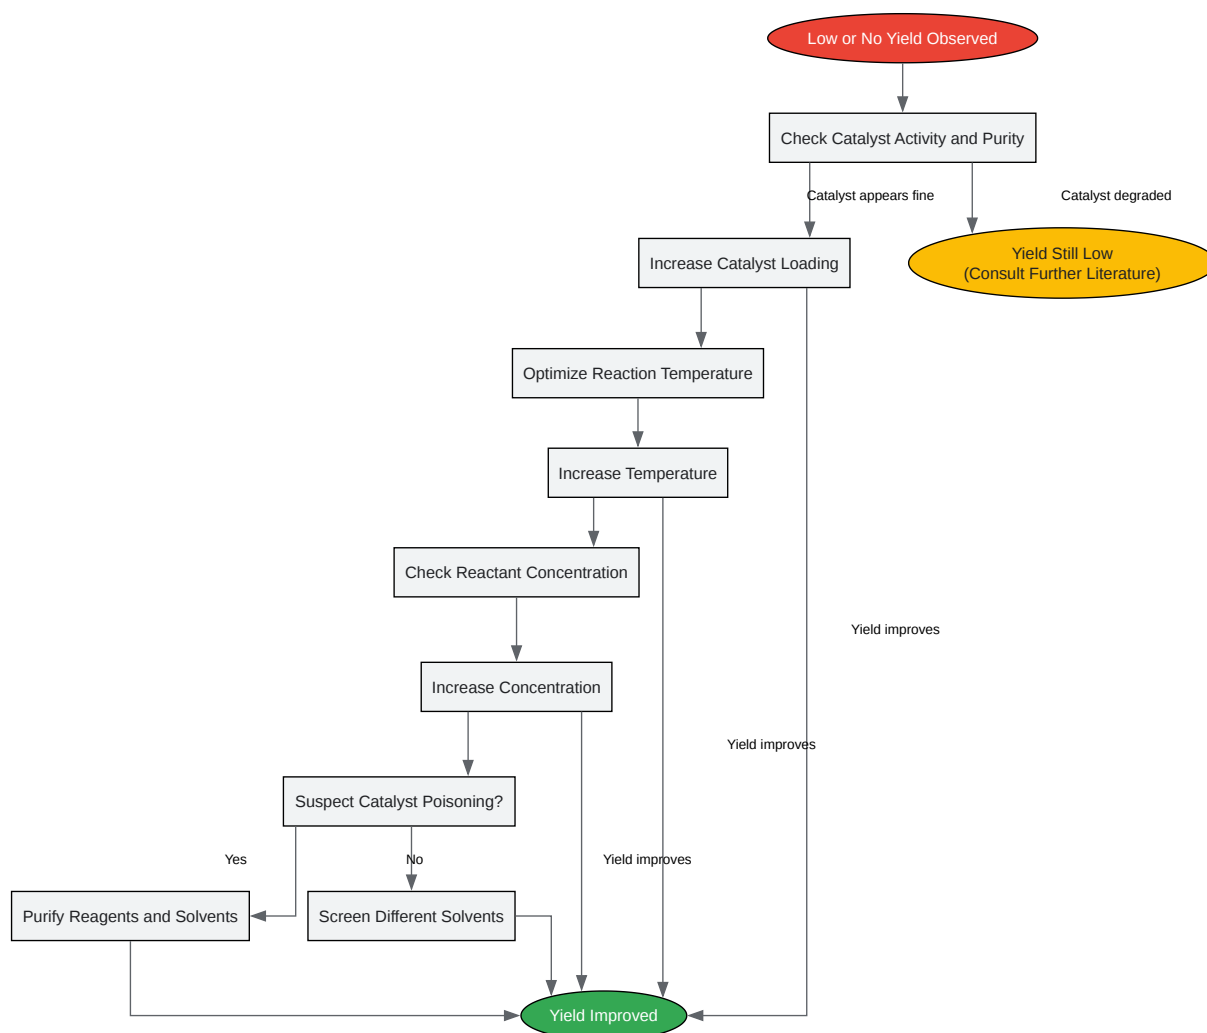 Low or No Yield Observed
Check Catalyst Activity and Purity
Catalyst appears fine
Catalyst degraded
Increase Catalyst Loading
Yield Still Low
(Consult Further Literature)
Optimize Reaction Temperature
Increase Temperature
Check Reactant Concentration
Yield improves
Increase Concentration
Yield improves
Suspect Catalyst Poisoning?
Yes
No
Yield improves
Purify Reagents and Solvents
Screen Different Solvents
Yield Improved